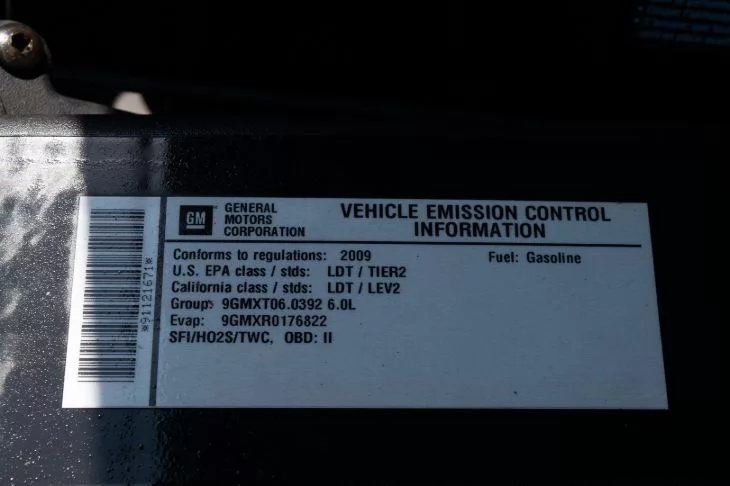 *91121671*
GM
GENERAL
MOTORS
CORPORATION
VEHICLE EMISSION CONTROL
INFORMATION
Conforms to regulations: 2009 Fuel: Gasoline
U.S. EPA class / stds: LDT / TIER2
California class / stds: LDT / LEV2
Group: 9GMXT06.0392 6.0L
Evap: 9GMXR0176822
SFI/HO2S/TWC, OBD: II